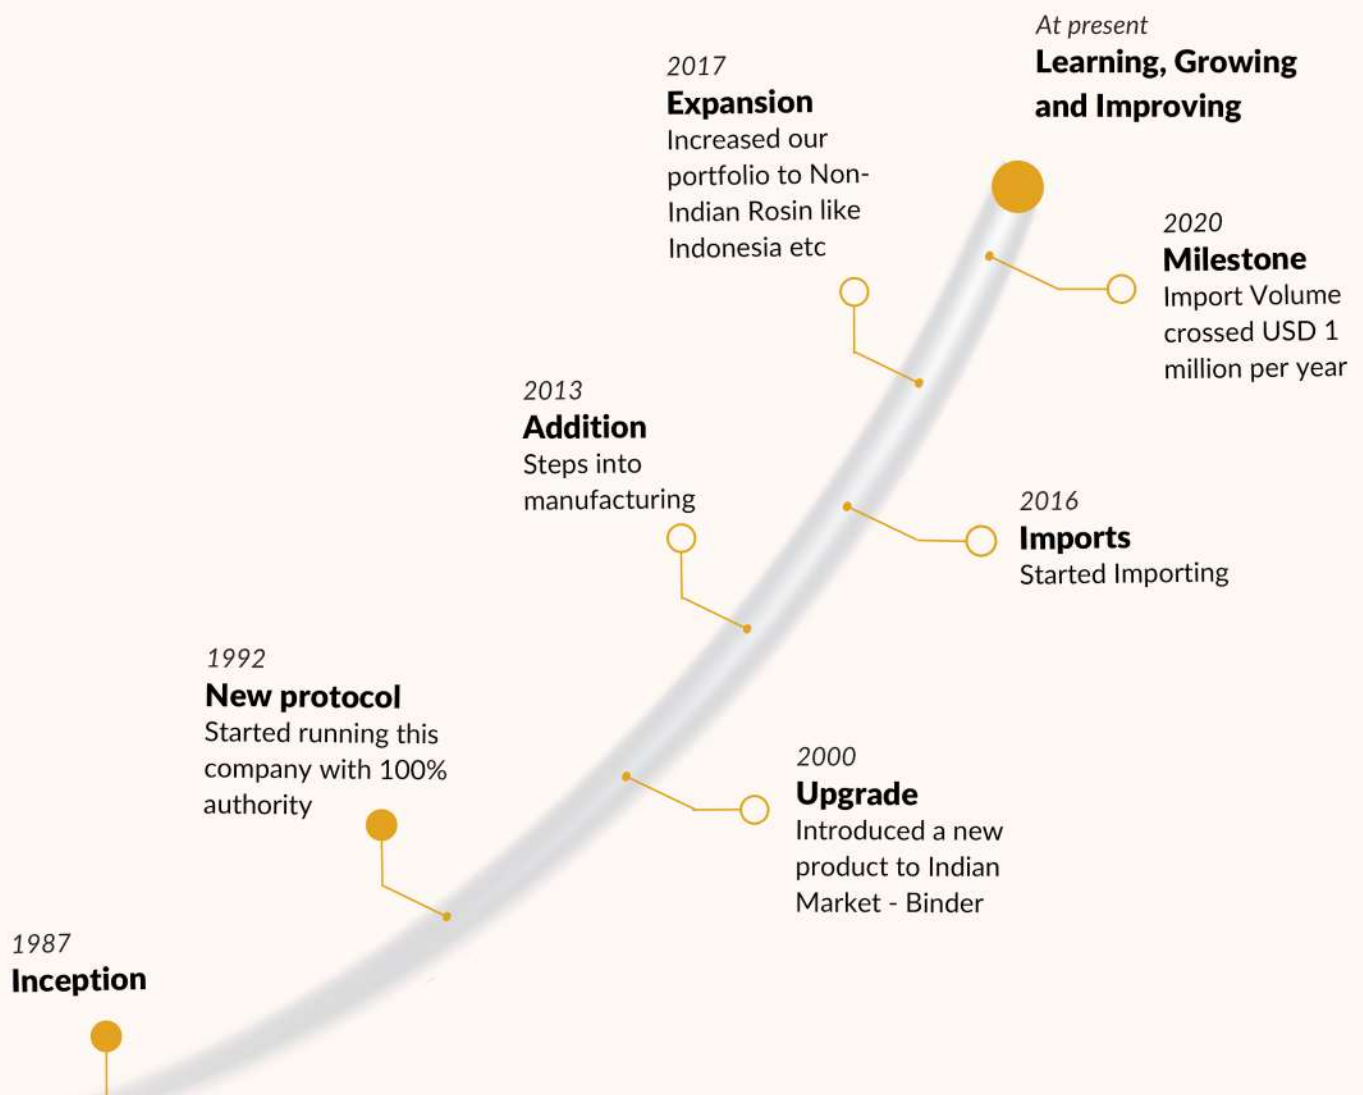 At present
Learning, Growing
and Improving
2017
Expansion
Increased our
portfolio to Non-
Indian Rosin like
Indonesia etc
2020
Milestone
Import Volume
crossed USD 1
million per year
2013
Addition
Steps into
manufacturing
2016
Imports
Started Importing
1992
New protocol
Started running this
company with 100%
authority
2000
Upgrade
Introduced a new
product to Indian
Market - Binder
1987
Inception